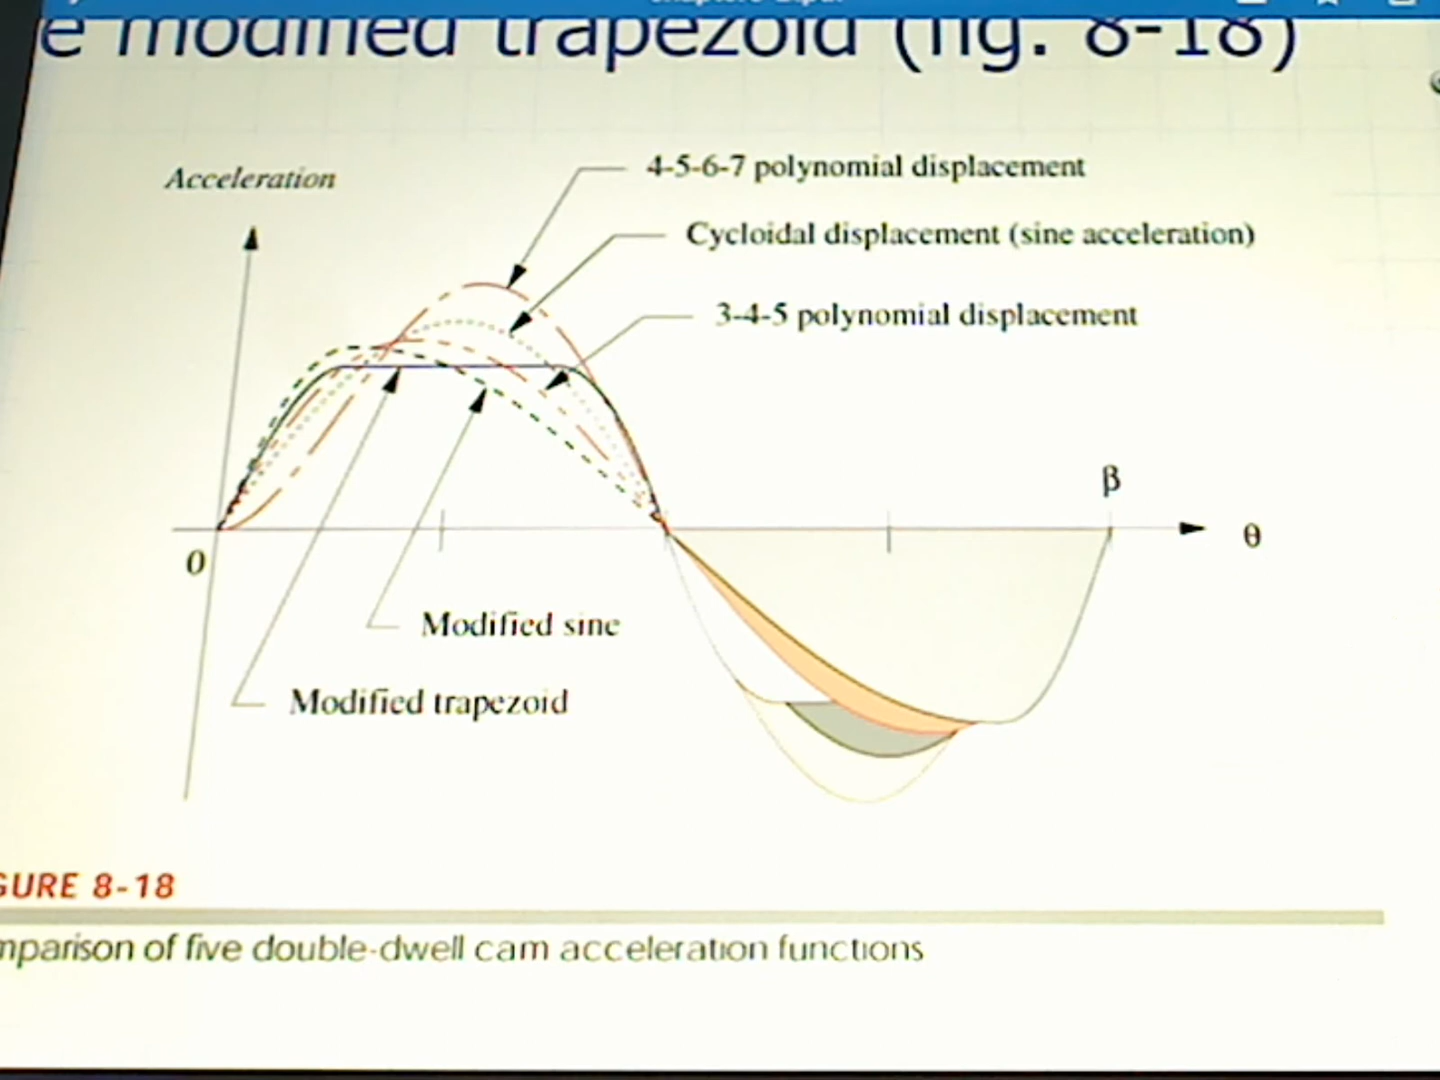 e modified trapezoid (fig. 8-18)
Acceleration
4-5-6-7 polynomial displacement
Cycloidal displacement (sine acceleration)
3-4-5 polynomial displacement
β
θ
0
Modified sine
Modified trapezoid
GURE 8-18
mparison of five double-dwell cam acceleration functions